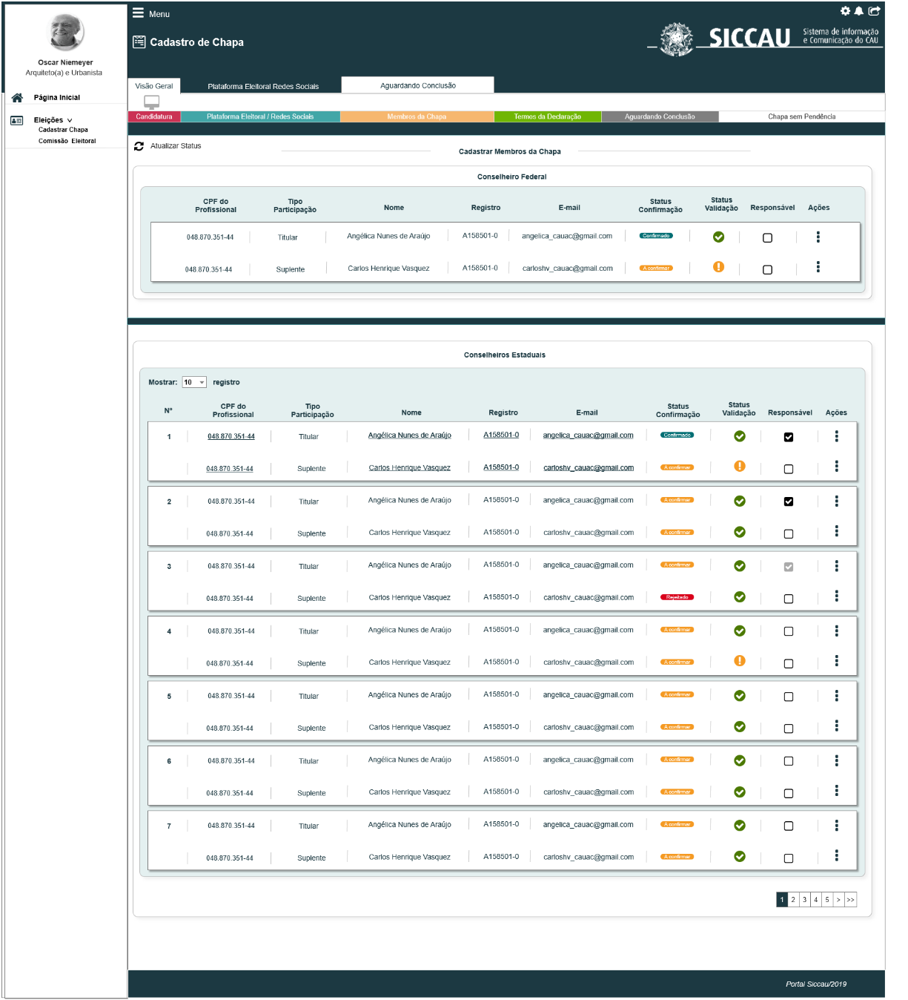 Menu
Cadastro de Chapa
SICCAU
Sistema de informação
e Comunicação do CAU
Oscar Niemeyer
Arquiteto(a) e Urbanista
Página Inicial
Eleições
Cadastrar Chapa
Comissão Eleitoral
Visão Geral
Plataforma Eleitoral Redes Sociais
Aguardando Conclusão
Candidatura Plataforma Eleitoral / Redes Sociais Membros da Chapa Termos da Declaração Aguardando Conclusão Chapa sem Pendência
Atualizar Status
Cadastrar Membros da Chapa
Conselheiro Federal
CPF do Profissional Tipo Participação Nome Registro E-mail Status Confirmação Status Validação Responsável Ações
048.870.351-44 Titular Angélica Nunes de Araújo A158501-0 angelica_cauac@gmail.com Confirmado
048.870.351-44 Suplente Carlos Henrique Vasquez A158501-0 carloshv_cauac@gmail.com A confirmar
Conselheiros Estaduais
Mostrar: 10 registro
Nº CPF do Profissional Tipo Participação Nome Registro E-mail Status Confirmação Status Validação Responsável Ações
1 048.870.351-44 Titular Angélica Nunes de Araújo A158501-0 angelica_cauac@gmail.com Confirmado
048.870.351-44 Suplente Carlos Henrique Vasquez A158501-0 carloshv_cauac@gmail.com A confirmar
2 048.870.351-44 Titular Angélica Nunes de Araújo A158501-0 angelica_cauac@gmail.com A confirmar
048.870.351-44 Suplente Carlos Henrique Vasquez A158501-0 carloshv_cauac@gmail.com A confirmar
3 048.870.351-44 Titular Angélica Nunes de Araújo A158501-0 angelica_cauac@gmail.com A confirmar
048.870.351-44 Suplente Carlos Henrique Vasquez A158501-0 carloshv_cauac@gmail.com Rejeitado
4 048.870.351-44 Titular Angélica Nunes de Araújo A158501-0 angelica_cauac@gmail.com A confirmar
048.870.351-44 Suplente Carlos Henrique Vasquez A158501-0 carloshv_cauac@gmail.com A confirmar
5 048.870.351-44 Titular Angélica Nunes de Araújo A158501-0 angelica_cauac@gmail.com A confirmar
048.870.351-44 Suplente Carlos Henrique Vasquez A158501-0 carloshv_cauac@gmail.com A confirmar
6 048.870.351-44 Titular Angélica Nunes de Araújo A158501-0 angelica_cauac@gmail.com A confirmar
048.870.351-44 Suplente Carlos Henrique Vasquez A158501-0 carloshv_cauac@gmail.com A confirmar
7 048.870.351-44 Titular Angélica Nunes de Araújo A158501-0 angelica_cauac@gmail.com A confirmar
048.870.351-44 Suplente Carlos Henrique Vasquez A158501-0 carloshv_cauac@gmail.com A confirmar
1 2 3 4 5 > >>
Portal Siccau/2019